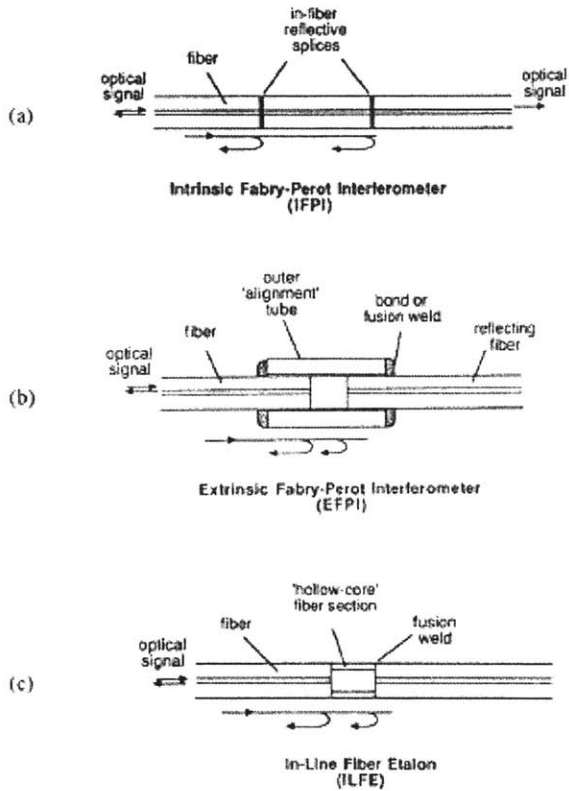 (a)
in-fiber
reflective
splices
fiber
optical
signal
optical
signal
Intrinsic Fabry-Perot Interferometer
(IFPI)
(b)
outer
'alignment'
tube
bond or
fusion weld
fiber
reflecting
fiber
optical
signal
Extrinsic Fabry-Perot Interferometer
(EFPI)
(c)
'hollow-core'
fiber section
fiber
fusion
weld
optical
signal
In-Line Fiber Etalon
(ILFE)